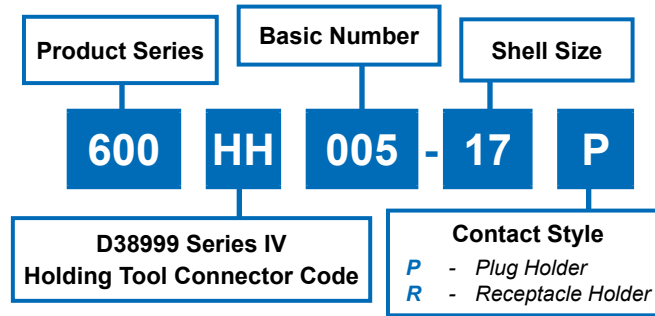 Basic Number
Product Series
Shell Size
600 HH 005 - 17 P
D38999 Series IV
Holding Tool Connector Code
Contact Style
P - Plug Holder
R - Receptacle Holder